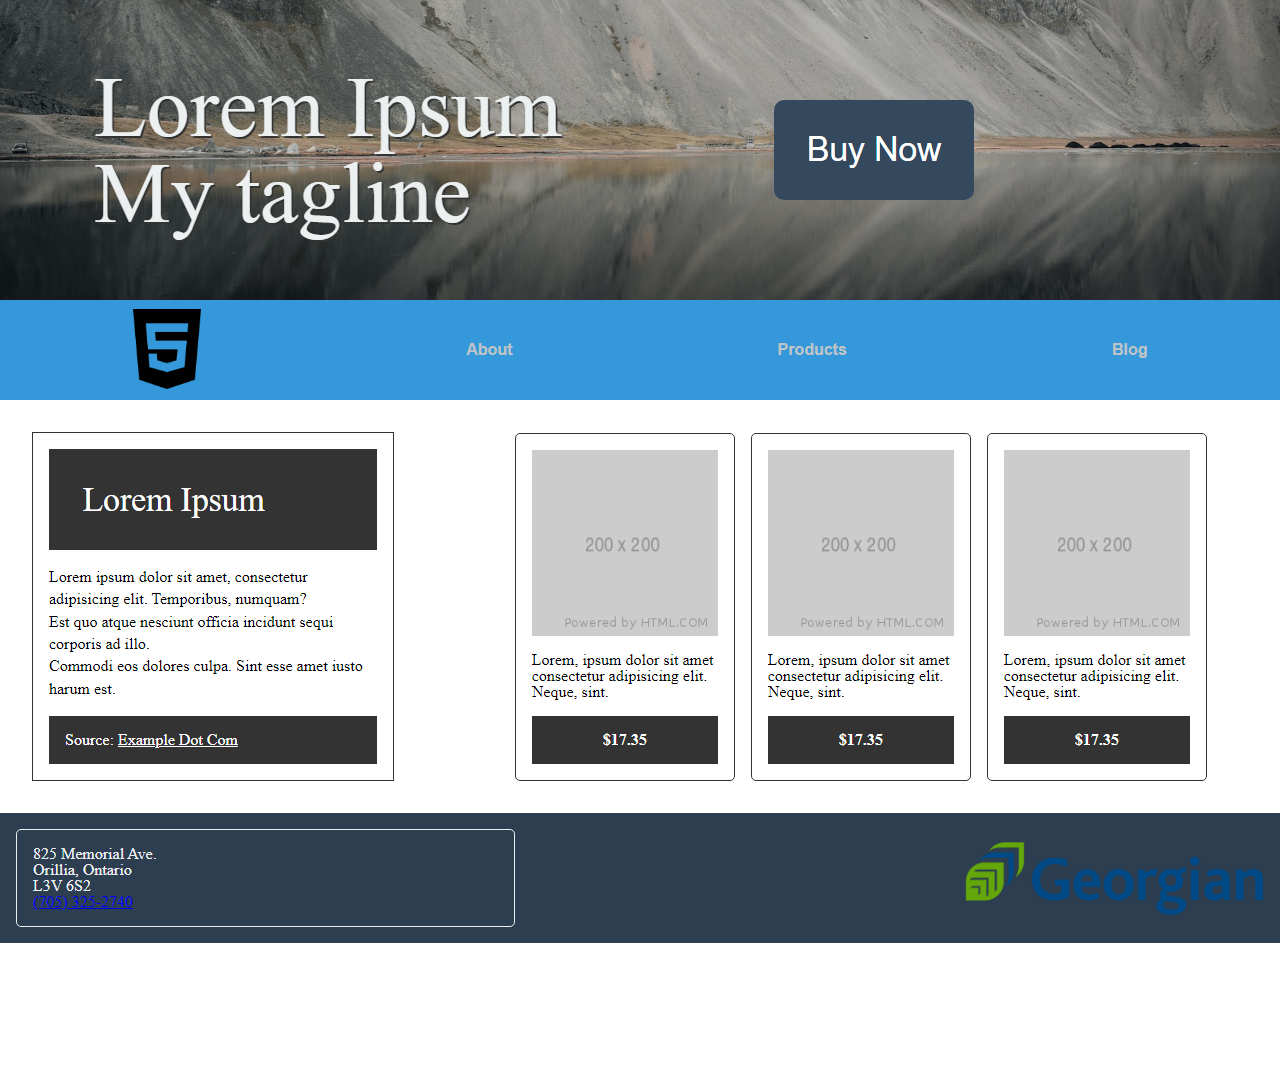 Lorem Ipsum
My tagline
Buy Now
5
About
Products
Blog
Lorem Ipsum
Lorem ipsum dolor sit amet, consectetur
adipisicing elit. Temporibus, numquam?
Est quo atque nesciunt officia incidunt sequi
corporis ad illo.
Commodi eos dolores culpa. Sint esse amet iusto
harum est.
Source: Example Dot Com
200 x 200
Powered by HTML.COM
Lorem, ipsum dolor sit amet
consectetur adipisicing elit.
Neque, sint.
$17.35
200 x 200
Powered by HTML.COM
Lorem, ipsum dolor sit amet
consectetur adipisicing elit.
Neque, sint.
$17.35
200 x 200
Powered by HTML.COM
Lorem, ipsum dolor sit amet
consectetur adipisicing elit.
Neque, sint.
$17.35
825 Memorial Ave.
Orillia, Ontario
L3V 6S2
(705) 325-2740
Georgian